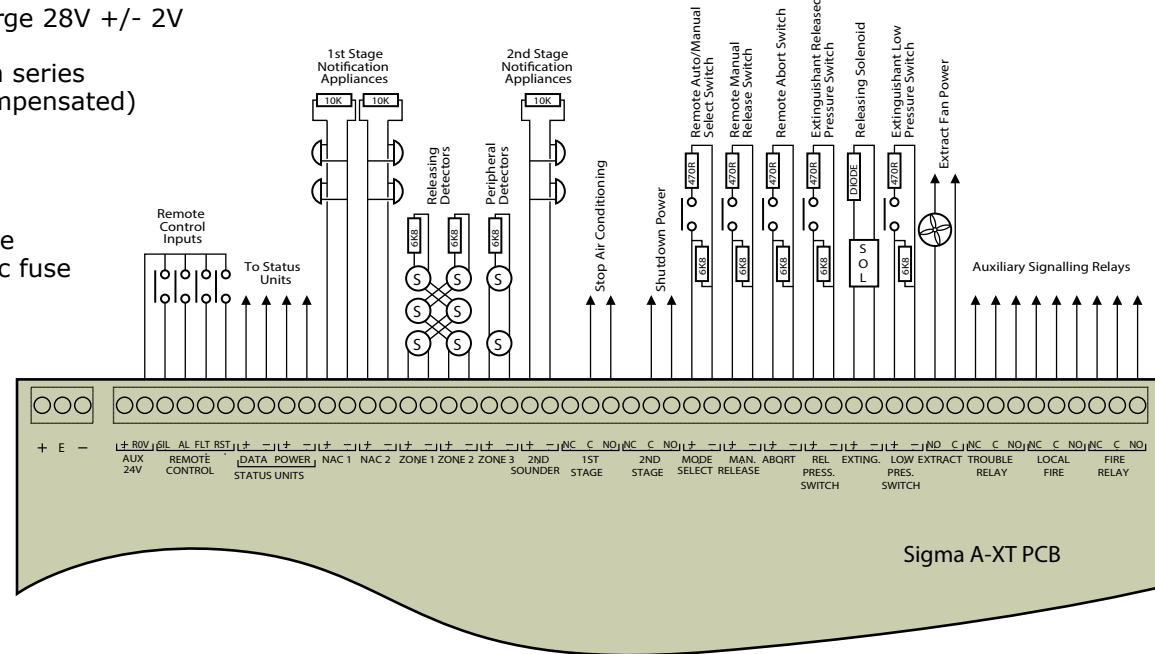 rge 28V +/- 2V
n series
mpensated)
e
c fuse
1st Stage
Notification
Appliances
10K
10K
2nd Stage
Notification
Appliances
10K
Releasing
Detectors
Peripheral
Detectors
6K8
6K8
6K8
S
S
S
S
S
S
S
S
Remote
Control
Inputs
To Status
Units
Stop Air Conditioning
Shutdown Power
Remote Auto/Manual
Select Switch
Remote Manual
Release Switch
Remote Abort Switch
Extinguishant Released
Pressure Switch
Releasing Solenoid
Extinguishant Low
Pressure Switch
Extract Fan Power
470R
470R
470R
470R
DIODE
470R
6K8
6K8
6K8
6K8
SOL
6K8
Auxiliary Signalling Relays
+ E −
+ R0V SIL AL FLT RST + − + − + − + − + − + − + − + − NC C NO NC C NO + − + − + − + − + − + − NO C NC C NO NC C NO NC C NO
AUX
24V
REMOTE
CONTROL
DATA POWER
STATUS UNITS
NAC 1
NAC 2
ZONE 1
ZONE 2
ZONE 3
2ND
SOUNDER
1ST
STAGE
2ND
STAGE
MODE
SELECT
MAN.
RELEASE
ABORT
REL
PRESS.
SWITCH
EXTING.
LOW
PRES.
SWITCH
EXTRACT
TROUBLE
RELAY
LOCAL
FIRE
FIRE
RELAY
Sigma A-XT PCB